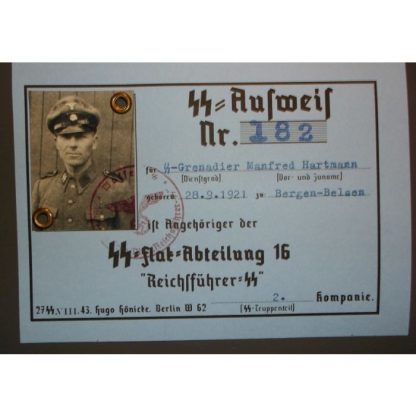 SS=Ausweis
Nr. 182
für SS-Grenadier Manfred Hartmann
(Dienstgrad) (Vor- und zuname)
geboren 28.9.1921 zu Bergen-Belsen
ist Angehöriger der
SS=Flak=Abteilung 16
"Reichsführer=SS"
2. Kompanie.
27SS.VIII.43. Hugo Hönicke. Berlin W 62 (SS-Truppenteil)